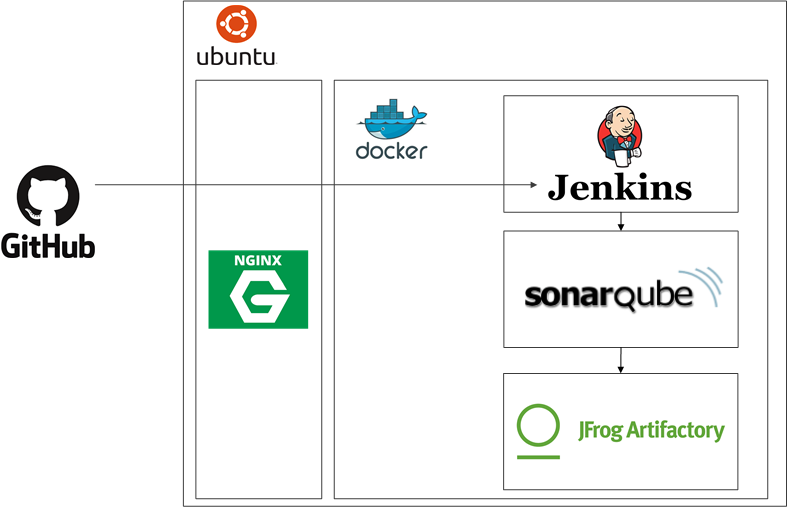 ubuntu
docker
Jenkins
GitHub
NGINX
G
sonarqube
JFrog Artifactory